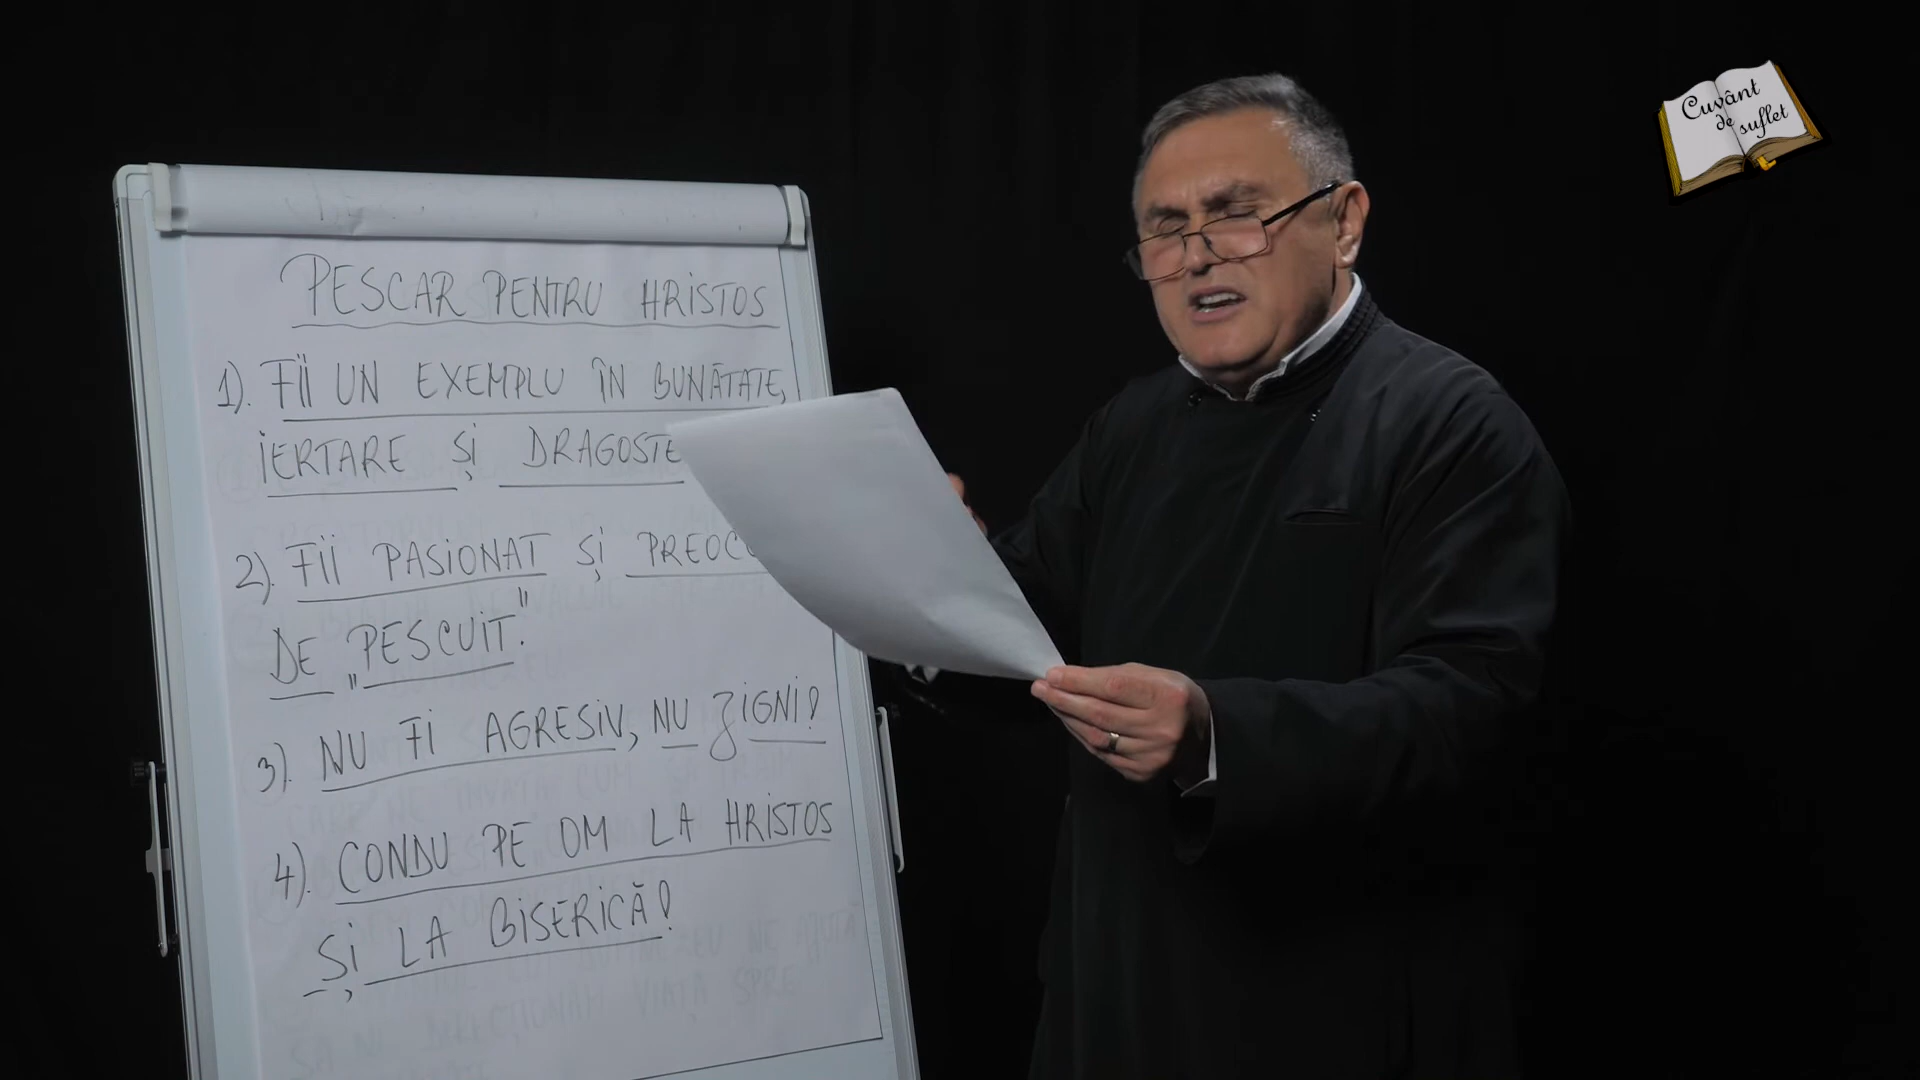 PESCAR PENTRU HRISTOS
1). FII UN EXEMPLU ÎN BUNĂTATE,
IERTARE ȘI DRAGOSTE
2). FII PASIONAT ȘI
DE "PESCUIT".
3). NU FI AGRESIV, NU JIGNI!
4). CONDU PE OM LA HRISTOS
ȘI LA BISERICĂ!
Cuvânt
de suflet